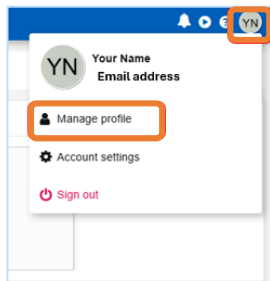 YN
YN
Your Name
Email address
Manage profile
Account settings
Sign out